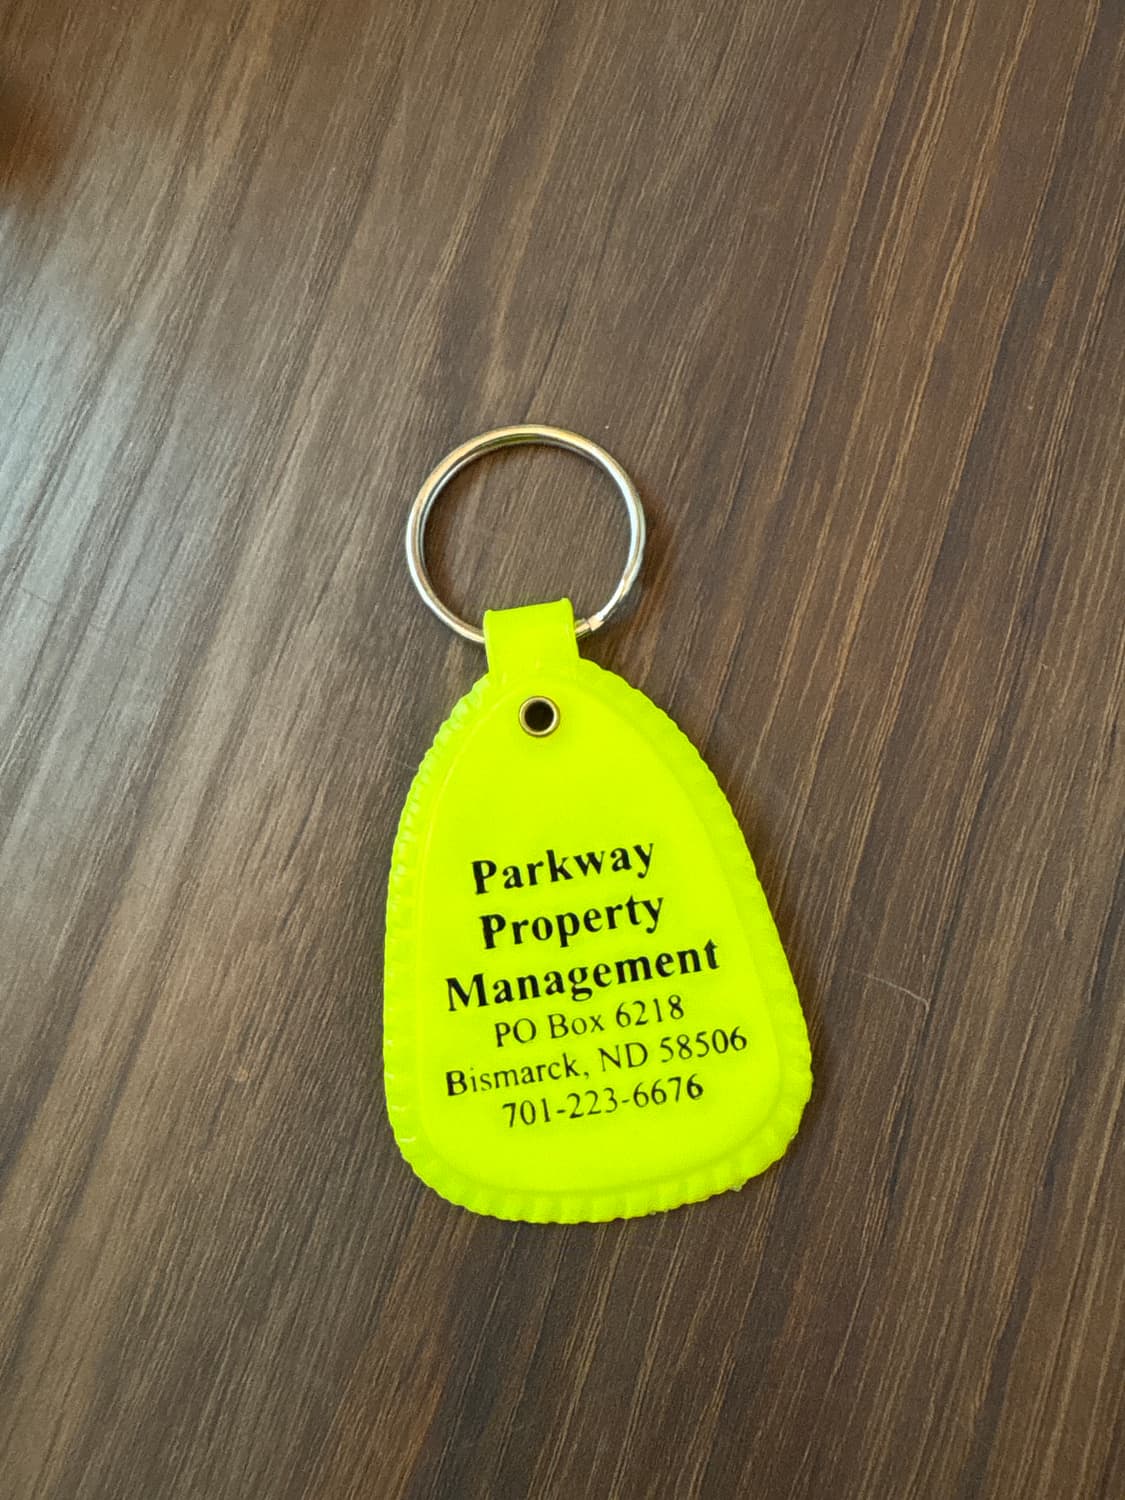 Parkway
Property
Management
PO Box 6218
Bismarck, ND 58506
701-223-6676